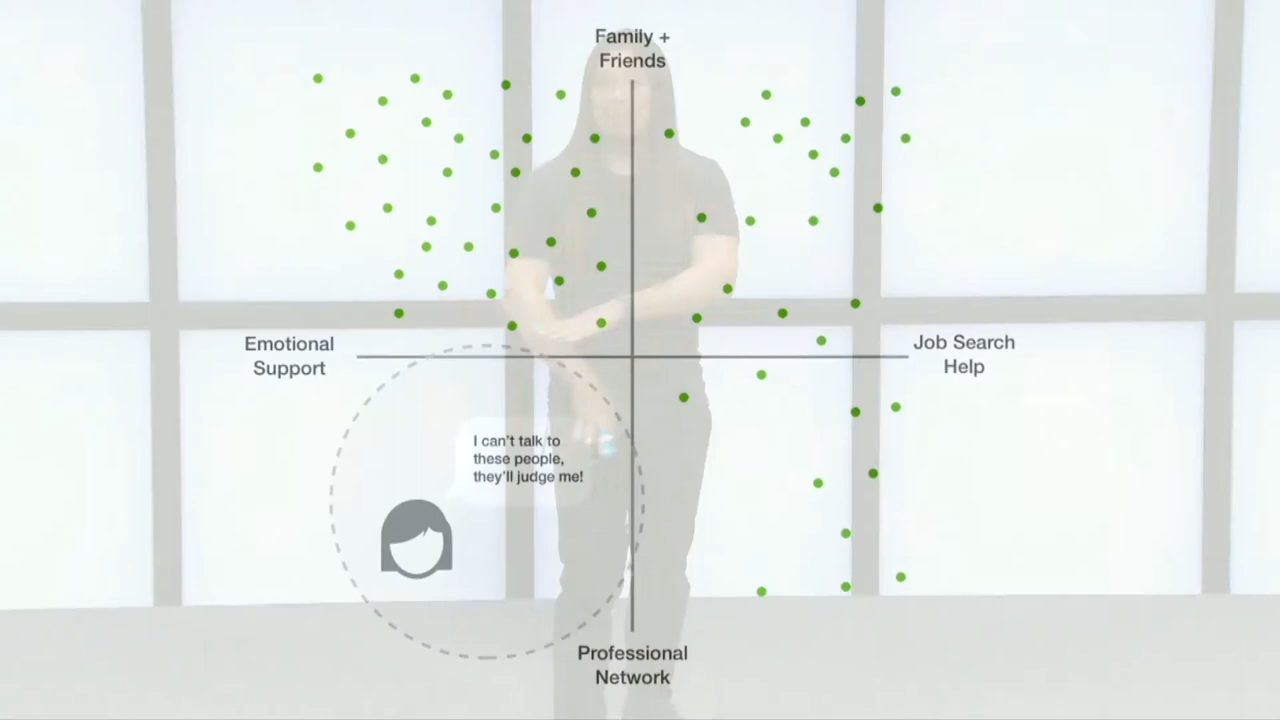 Family +
Friends
Emotional
Support
Job Search
Help
I can't talk to
these people,
they'll judge me!
Professional
Network